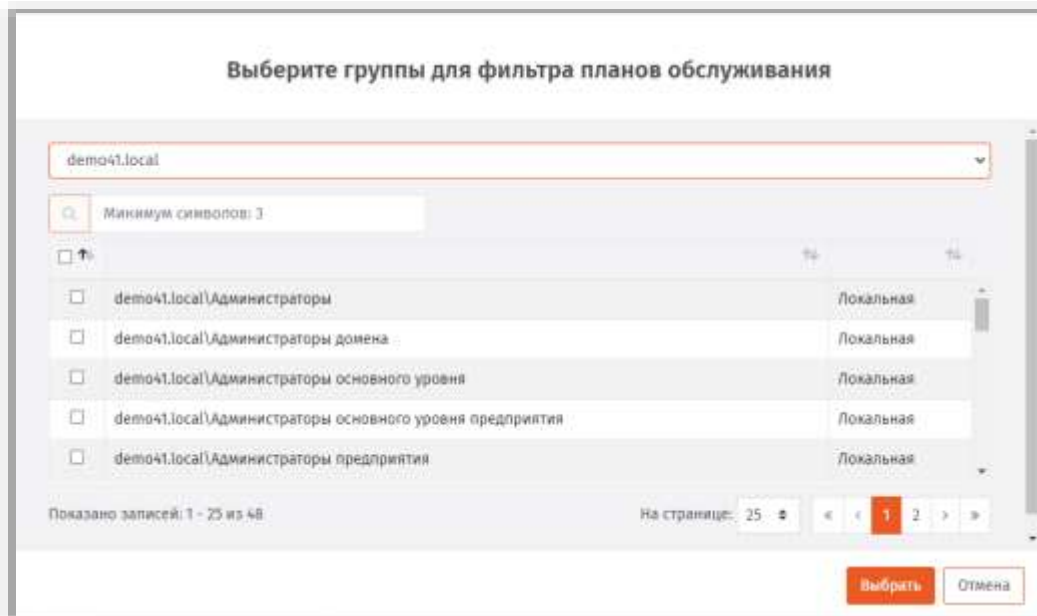 Выберите группы для фильтра планов обслуживания
demo41.local
Минимум символов: 3
demo41.local\Администраторы Локальная
demo41.local\Администраторы домена Локальная
demo41.local\Администраторы основного уровня Локальная
demo41.local\Администраторы основного уровня предприятия Локальная
demo41.local\Администраторы предприятия Локальная
Показано записей: 1 - 25 из 48 На странице: 25 « ‹ 1 2 › »
Выбрать Отмена